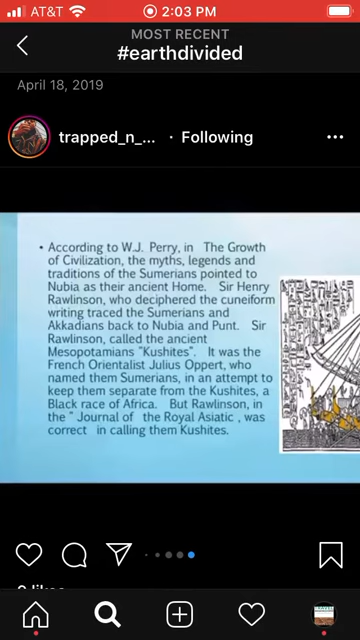 AT&T 2:03 PM
MOST RECENT
#earthdivided
April 18, 2019
trapped_n_... · Following
• According to W.J. Perry, in The Growth
of Civilization, the myths, legends and
traditions of the Sumerians pointed to
Nubia as their ancient Home. Sir Henry
Rawlinson, who deciphered the cuneiform
writing traced the Sumerians and
Akkadians back to Nubia and Punt. Sir
Rawlinson, called the ancient
Mesopotamians "Kushites". It was the
French Orientalist Julius Oppert, who
named them Sumerians, in an attempt to
keep them separate from the Kushites, a
Black race of Africa. But Rawlinson, in
the " Journal of the Royal Asiatic , was
correct in calling them Kushites.